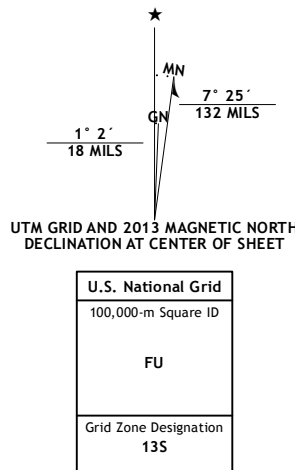 ★
MN
7° 25´
132 MILS
GN
1° 2´
18 MILS
UTM GRID AND 2013 MAGNETIC NORTH
DECLINATION AT CENTER OF SHEET
U.S. National Grid
100,000-m Square ID
FU
Grid Zone Designation
13S